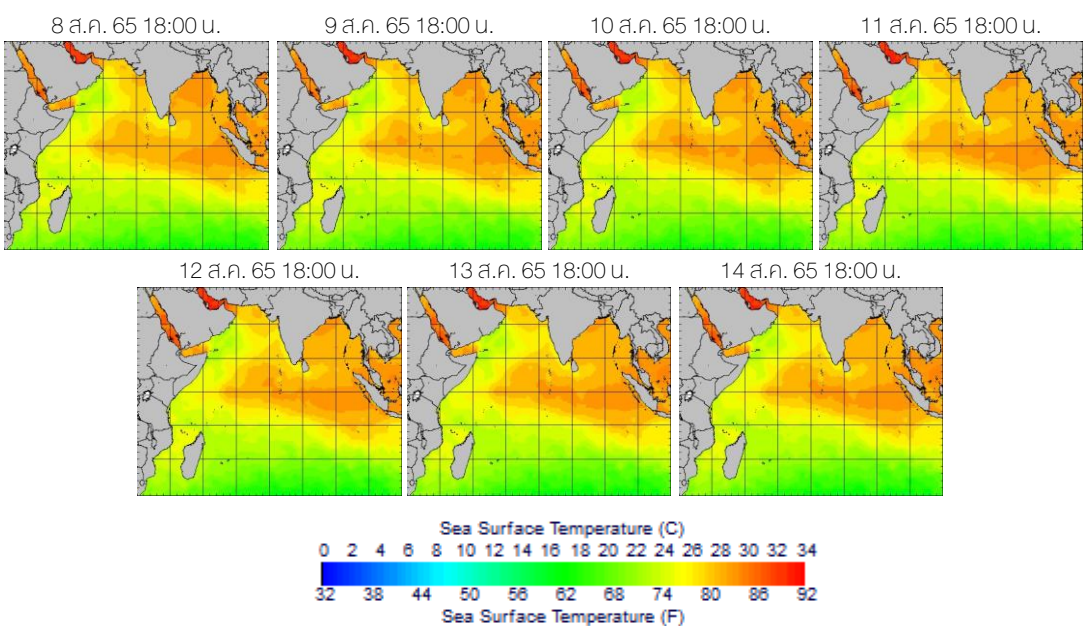 8 ส.ค. 65 18:00 น. 9 ส.ค. 65 18:00 น. 10 ส.ค. 65 18:00 น. 11 ส.ค. 65 18:00 น.
12 ส.ค. 65 18:00 น. 13 ส.ค. 65 18:00 น. 14 ส.ค. 65 18:00 น.
Sea Surface Temperature (C)
0 2 4 6 8 10 12 14 16 18 20 22 24 26 28 30 32 34
32 38 44 50 56 62 68 74 80 86 92
Sea Surface Temperature (F)